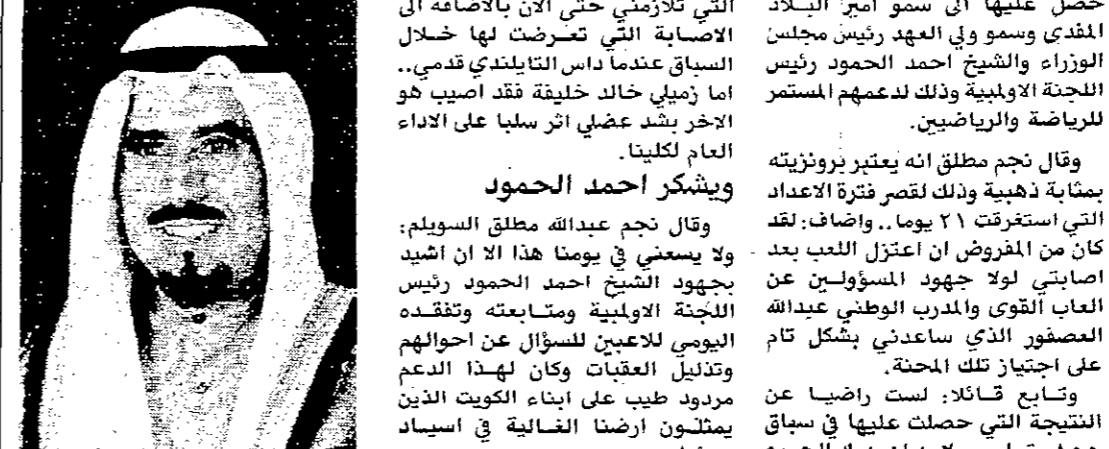 حصل عليها الى سمو امير البلاد
المفدى وسمو ولي العهد رئيس مجلس
الوزراء والشيخ احمد الحمود رئيس
اللجنة الاولمبية وذلك لدعمهم المستمر
للرياضة والرياضيين.
وقال نجم مطلق انه يعتبر برونزيته
بمثابة ذهبية وذلك لقصر فترة الاعداد
التي استغرقت ٢١ يوما.. واضاف: لقد
كان من المفروض ان اعتزل اللعب بعد
اصابتي لولا جهود المسؤولين عن
العاب القوى والمدرب الوطني عبدالله
العصفور الذي ساعدني بشكل تام
على اجتياز تلك المحنة.
وتابع قائلا: لست راضيا عن
النتيجة التي حصلت عليها في سباق
التي تلازمني حتى الآن بالاضافة الى
الاصابة التي تعرضت لها خلال
السباق عندما داس التايلندي قدمي..
اما زميلي خالد خليفة فقد اصيب هو
الاخر بشد عضلي اثر سلبا على الاداء
العام لكلينا.
ويشكر احمد الحمود
وقال نجم عبدالله مطلق السويلم:
ولا يسعني في يومنا هذا الا ان اشيد
بجهود الشيخ احمد الحمود رئيس
اللجنة الاولمبية ومتابعته وتفقده
اليومي للاعبين للسؤال عن احوالهم
وتذليل العقبات وكان لهذا الدعم
مردود طيب على ابناء الكويت الذين
يمثلون ارضنا الغالية في اسياد